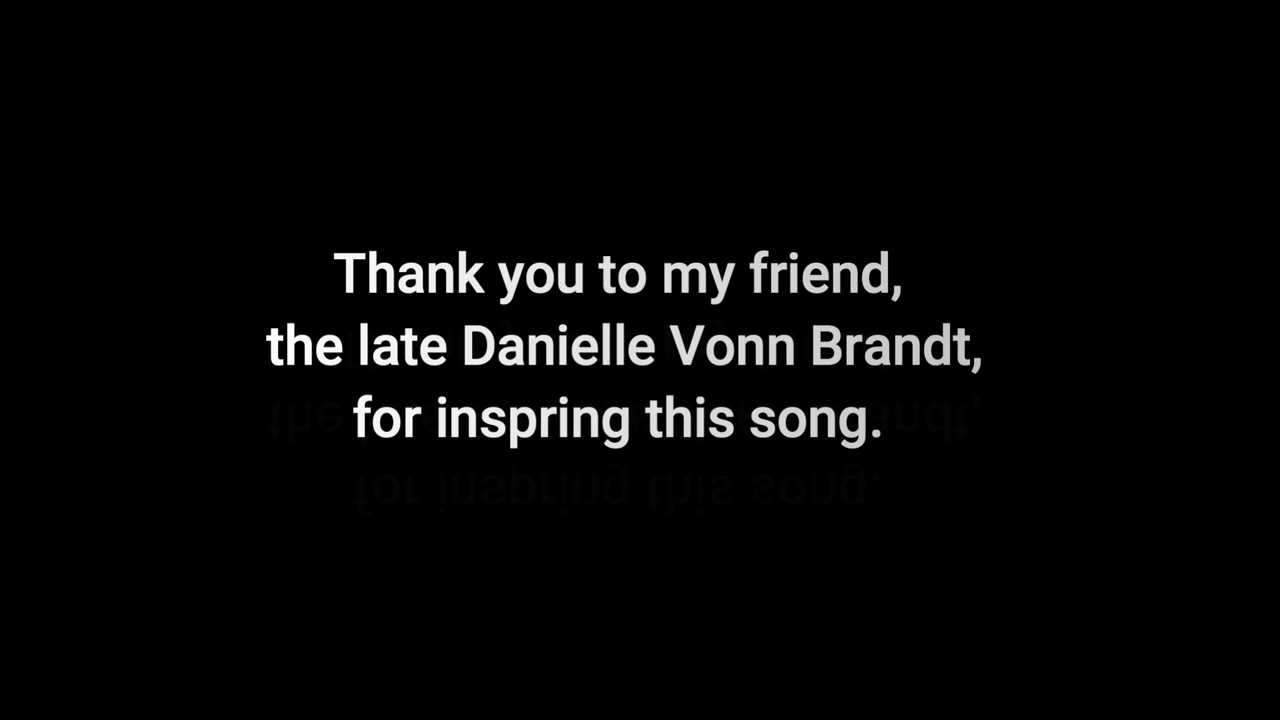 Thank you to my friend,
the late Danielle Vonn Brandt,
for inspring this song.